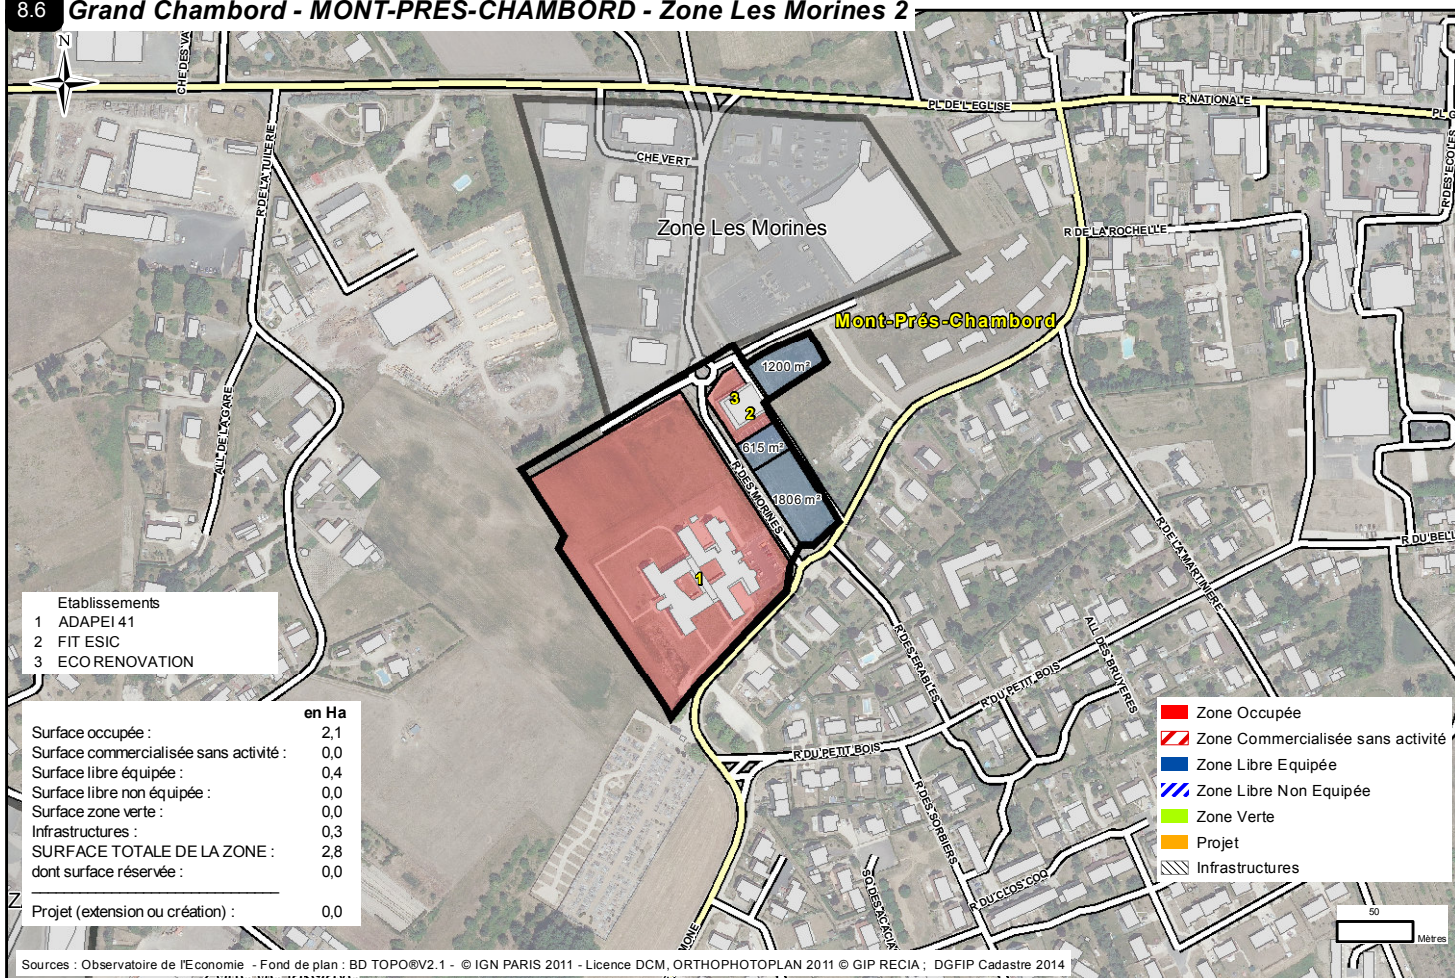 8.6 Grand Chambord - MONT-PRES-CHAMBORD - Zone Les Morines 2
N
CHE DES VA
R DE LA TUILERIE
ALL DE LA GARE
CHE VERT
PL DE L'EGLISE
R NATIONALE
PL G
R DES ECOLES
Zone Les Morines
R DE LA ROCHELLE
Mont-Prés-Chambord
1200 m²
3
2
615 m²
1806 m²
R DES MORINES
1
R DE LA MARTINIERE
R DU BELL
R DES ERABLES
ALL DES BRUYERES
R DU PETIT BOIS
R DU PETIT BOIS
R DES SORBIERS
R DU CLOS COQ
SQ DES ACACIA
MONE
Etablissements
1 ADAPEI 41
2 FIT ESIC
3 ECO RENOVATION
en Ha
Surface occupée : 2,1
Surface commercialisée sans activité : 0,0
Surface libre équipée : 0,4
Surface libre non équipée : 0,0
Surface zone verte : 0,0
Infrastructures : 0,3
SURFACE TOTALE DE LA ZONE : 2,8
dont surface réservée : 0,0
Projet (extension ou création) : 0,0
Z
Zone Occupée
Zone Commercialisée sans activité
Zone Libre Equipée
Zone Libre Non Equipée
Zone Verte
Projet
Infrastructures
50
Mètres
Sources : Observatoire de l'Economie - Fond de plan : BD TOPO®V2.1 - © IGN PARIS 2011 - Licence DCM, ORTHOPHOTOPLAN 2011 © GIP RECIA ; DGFIP Cadastre 2014